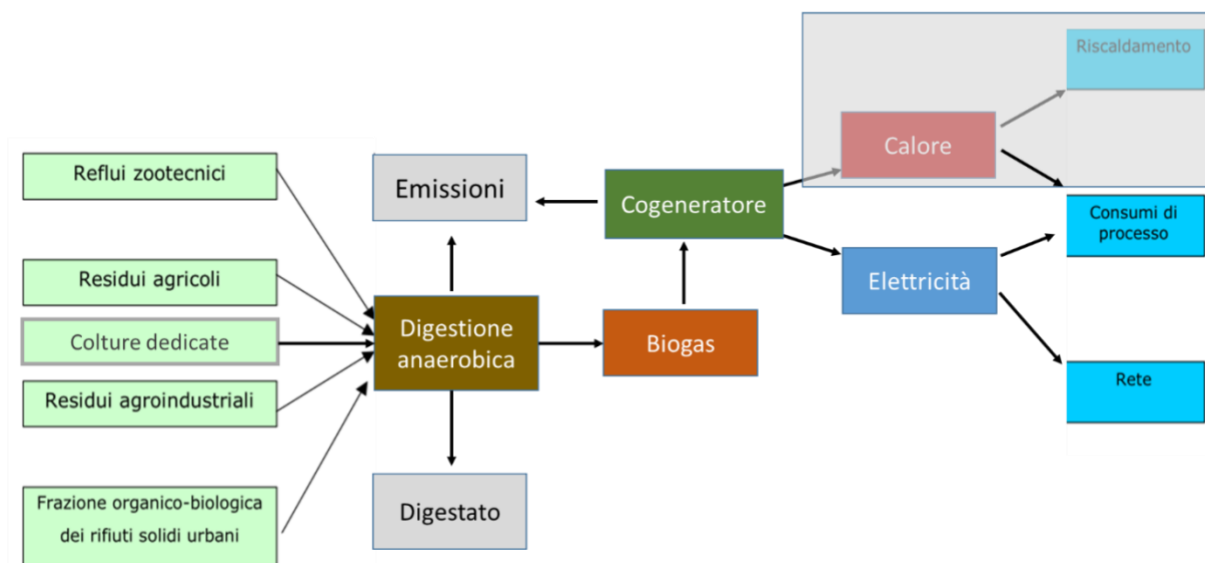 Riscaldamento
Calore
Reflui zootecnici
Emissioni
Cogeneratore
Consumi di
processo
Residui agricoli
Elettricità
Colture dedicate
Digestione
anaerobica
Biogas
Residui agroindustriali
Rete
Frazione organico-biologica
dei rifiuti solidi urbani
Digestato